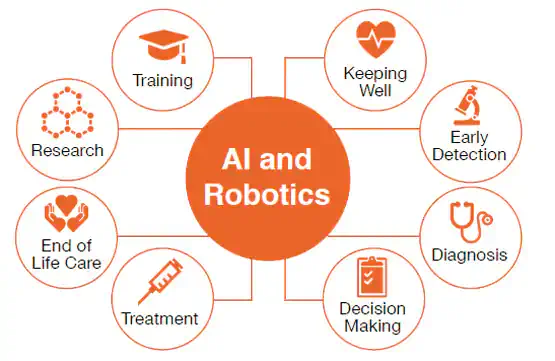 AI and
Robotics
Keeping
Well
Early
Detection
Diagnosis
Decision
Making
Treatment
End of
Life Care
Research
Training